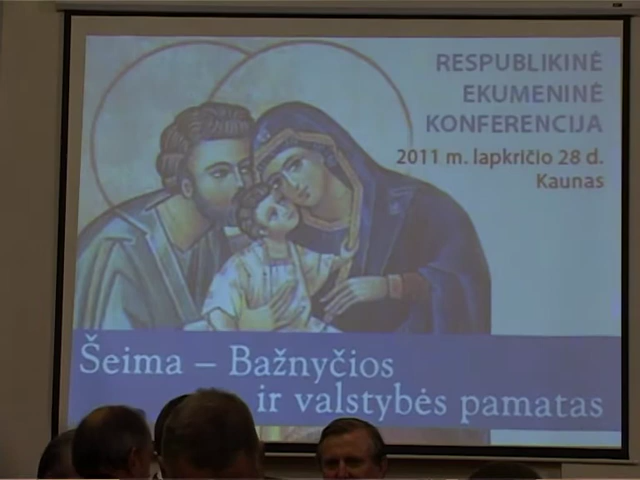 RESPUBLIKINĖ
EKUMENINĖ
KONFERENCIJA
2011 m. lapkričio 28 d.
Kaunas
Šeima – Bažnyčios
ir valstybės pamatas